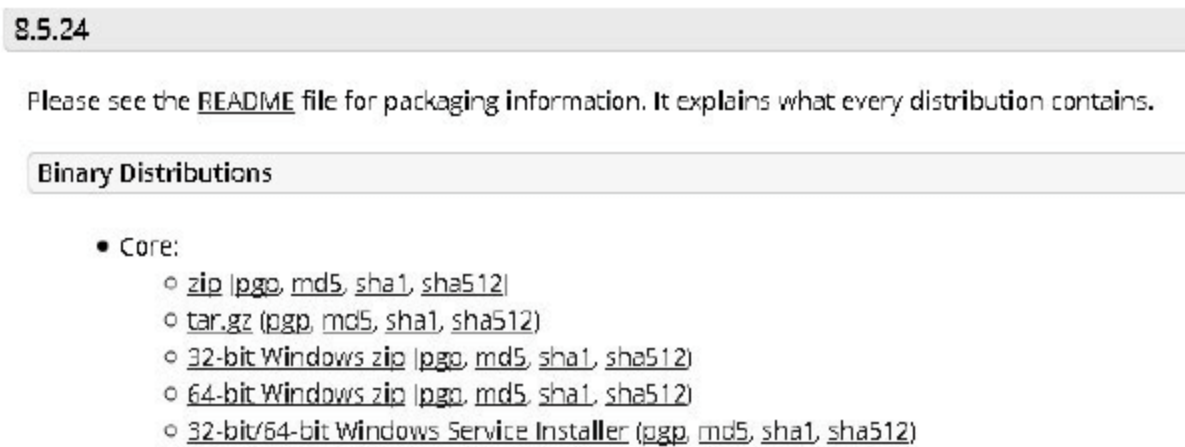 8.5.24
Please see the README file for packaging information. It explains what every distribution contains.
Binary Distributions
• Core:
○ zip (pgp, md5, sha1, sha512)
○ tar.gz (pgp, md5, sha1, sha512)
○ 32-bit Windows zip (pgp, md5, sha1, sha512)
○ 64-bit Windows zip (pgp, md5, sha1, sha512)
○ 32-bit/64-bit Windows Service Installer (pgp, md5, sha1, sha512)